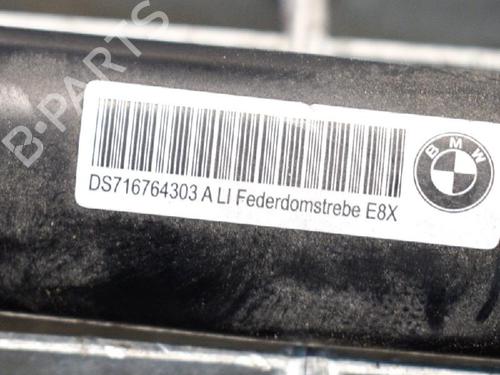 B-PARTS
BMW
DS716764303 A LI Federdomstrebe E8X